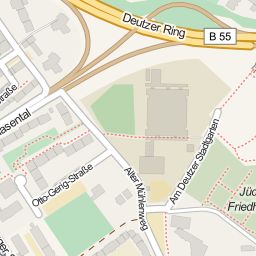 Deutzer Ring
B 55
Am Deutzer Stadtgarten
Alter Mühlenweg
Otto-Gerig-Straße
Jüd
Friedh